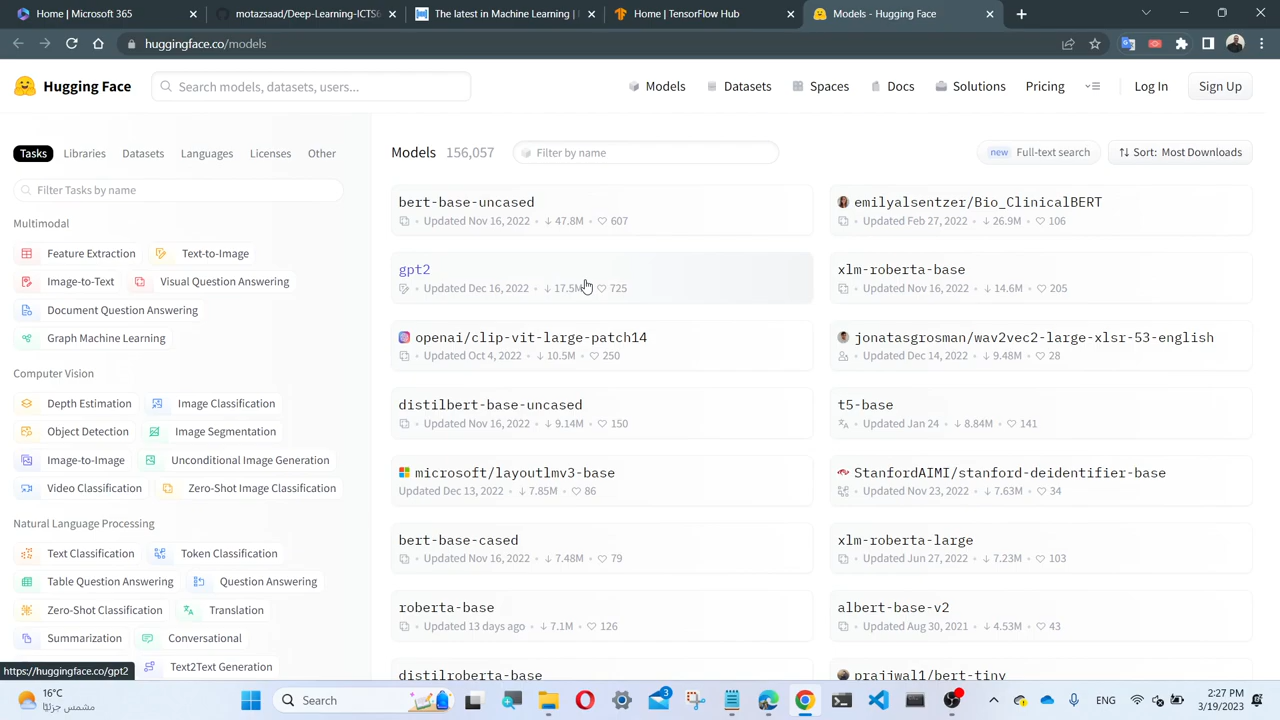 Home | Microsoft 365
motazsaad/Deep-Learning-ICTS6
The latest in Machine Learning |
Home | TensorFlow Hub
Models - Hugging Face
huggingface.co/models
Hugging Face
Search models, datasets, users...
Models
Datasets
Spaces
Docs
Solutions
Pricing
Log In
Sign Up
Tasks
Libraries
Datasets
Languages
Licenses
Other
Filter Tasks by name
Multimodal
Feature Extraction
Text-to-Image
Image-to-Text
Visual Question Answering
Document Question Answering
Graph Machine Learning
Computer Vision
Depth Estimation
Image Classification
Object Detection
Image Segmentation
Image-to-Image
Unconditional Image Generation
Video Classification
Zero-Shot Image Classification
Natural Language Processing
Text Classification
Token Classification
Table Question Answering
Question Answering
Zero-Shot Classification
Translation
Summarization
Conversational
Text2Text Generation
https://huggingface.co/gpt2
Models 156,057
Filter by name
new Full-text search
Sort: Most Downloads
bert-base-uncased
Updated Nov 16, 2022 • 47.8M • 607
emilyalsentzer/Bio_ClinicalBERT
Updated Feb 27, 2022 • 26.9M • 106
gpt2
Updated Dec 16, 2022 • 17.5M 725
xlm-roberta-base
Updated Nov 16, 2022 • 14.6M • 205
openai/clip-vit-large-patch14
Updated Oct 4, 2022 • 10.5M • 250
jonatasgrosman/wav2vec2-large-xlsr-53-english
Updated Dec 14, 2022 • 9.48M • 28
distilbert-base-uncased
Updated Nov 16, 2022 • 9.14M • 150
t5-base
Updated Jan 24 • 8.84M • 141
microsoft/layoutlmv3-base
Updated Dec 13, 2022 • 7.85M • 86
StanfordAIMI/stanford-deidentifier-base
Updated Nov 23, 2022 • 7.63M • 34
bert-base-cased
Updated Nov 16, 2022 • 7.48M • 79
xlm-roberta-large
Updated Jun 27, 2022 • 7.23M • 103
roberta-base
Updated 13 days ago • 7.1M • 126
albert-base-v2
Updated Aug 30, 2021 • 4.53M • 43
distilroberta-base
prajjwal1/bert-tiny
16°C
مشمس جزئيًا
Search
3
ENG
2:27 PM
3/19/2023